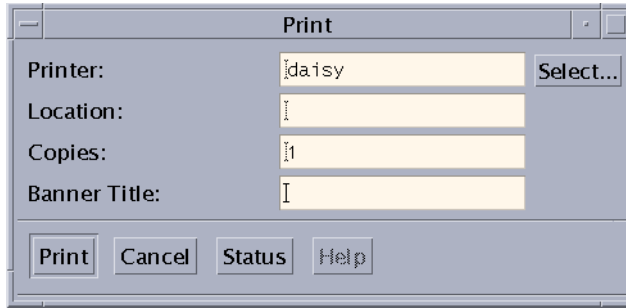 Print
Printer: daisy Select...
Location:
Copies: 1
Banner Title:
Print Cancel Status Help